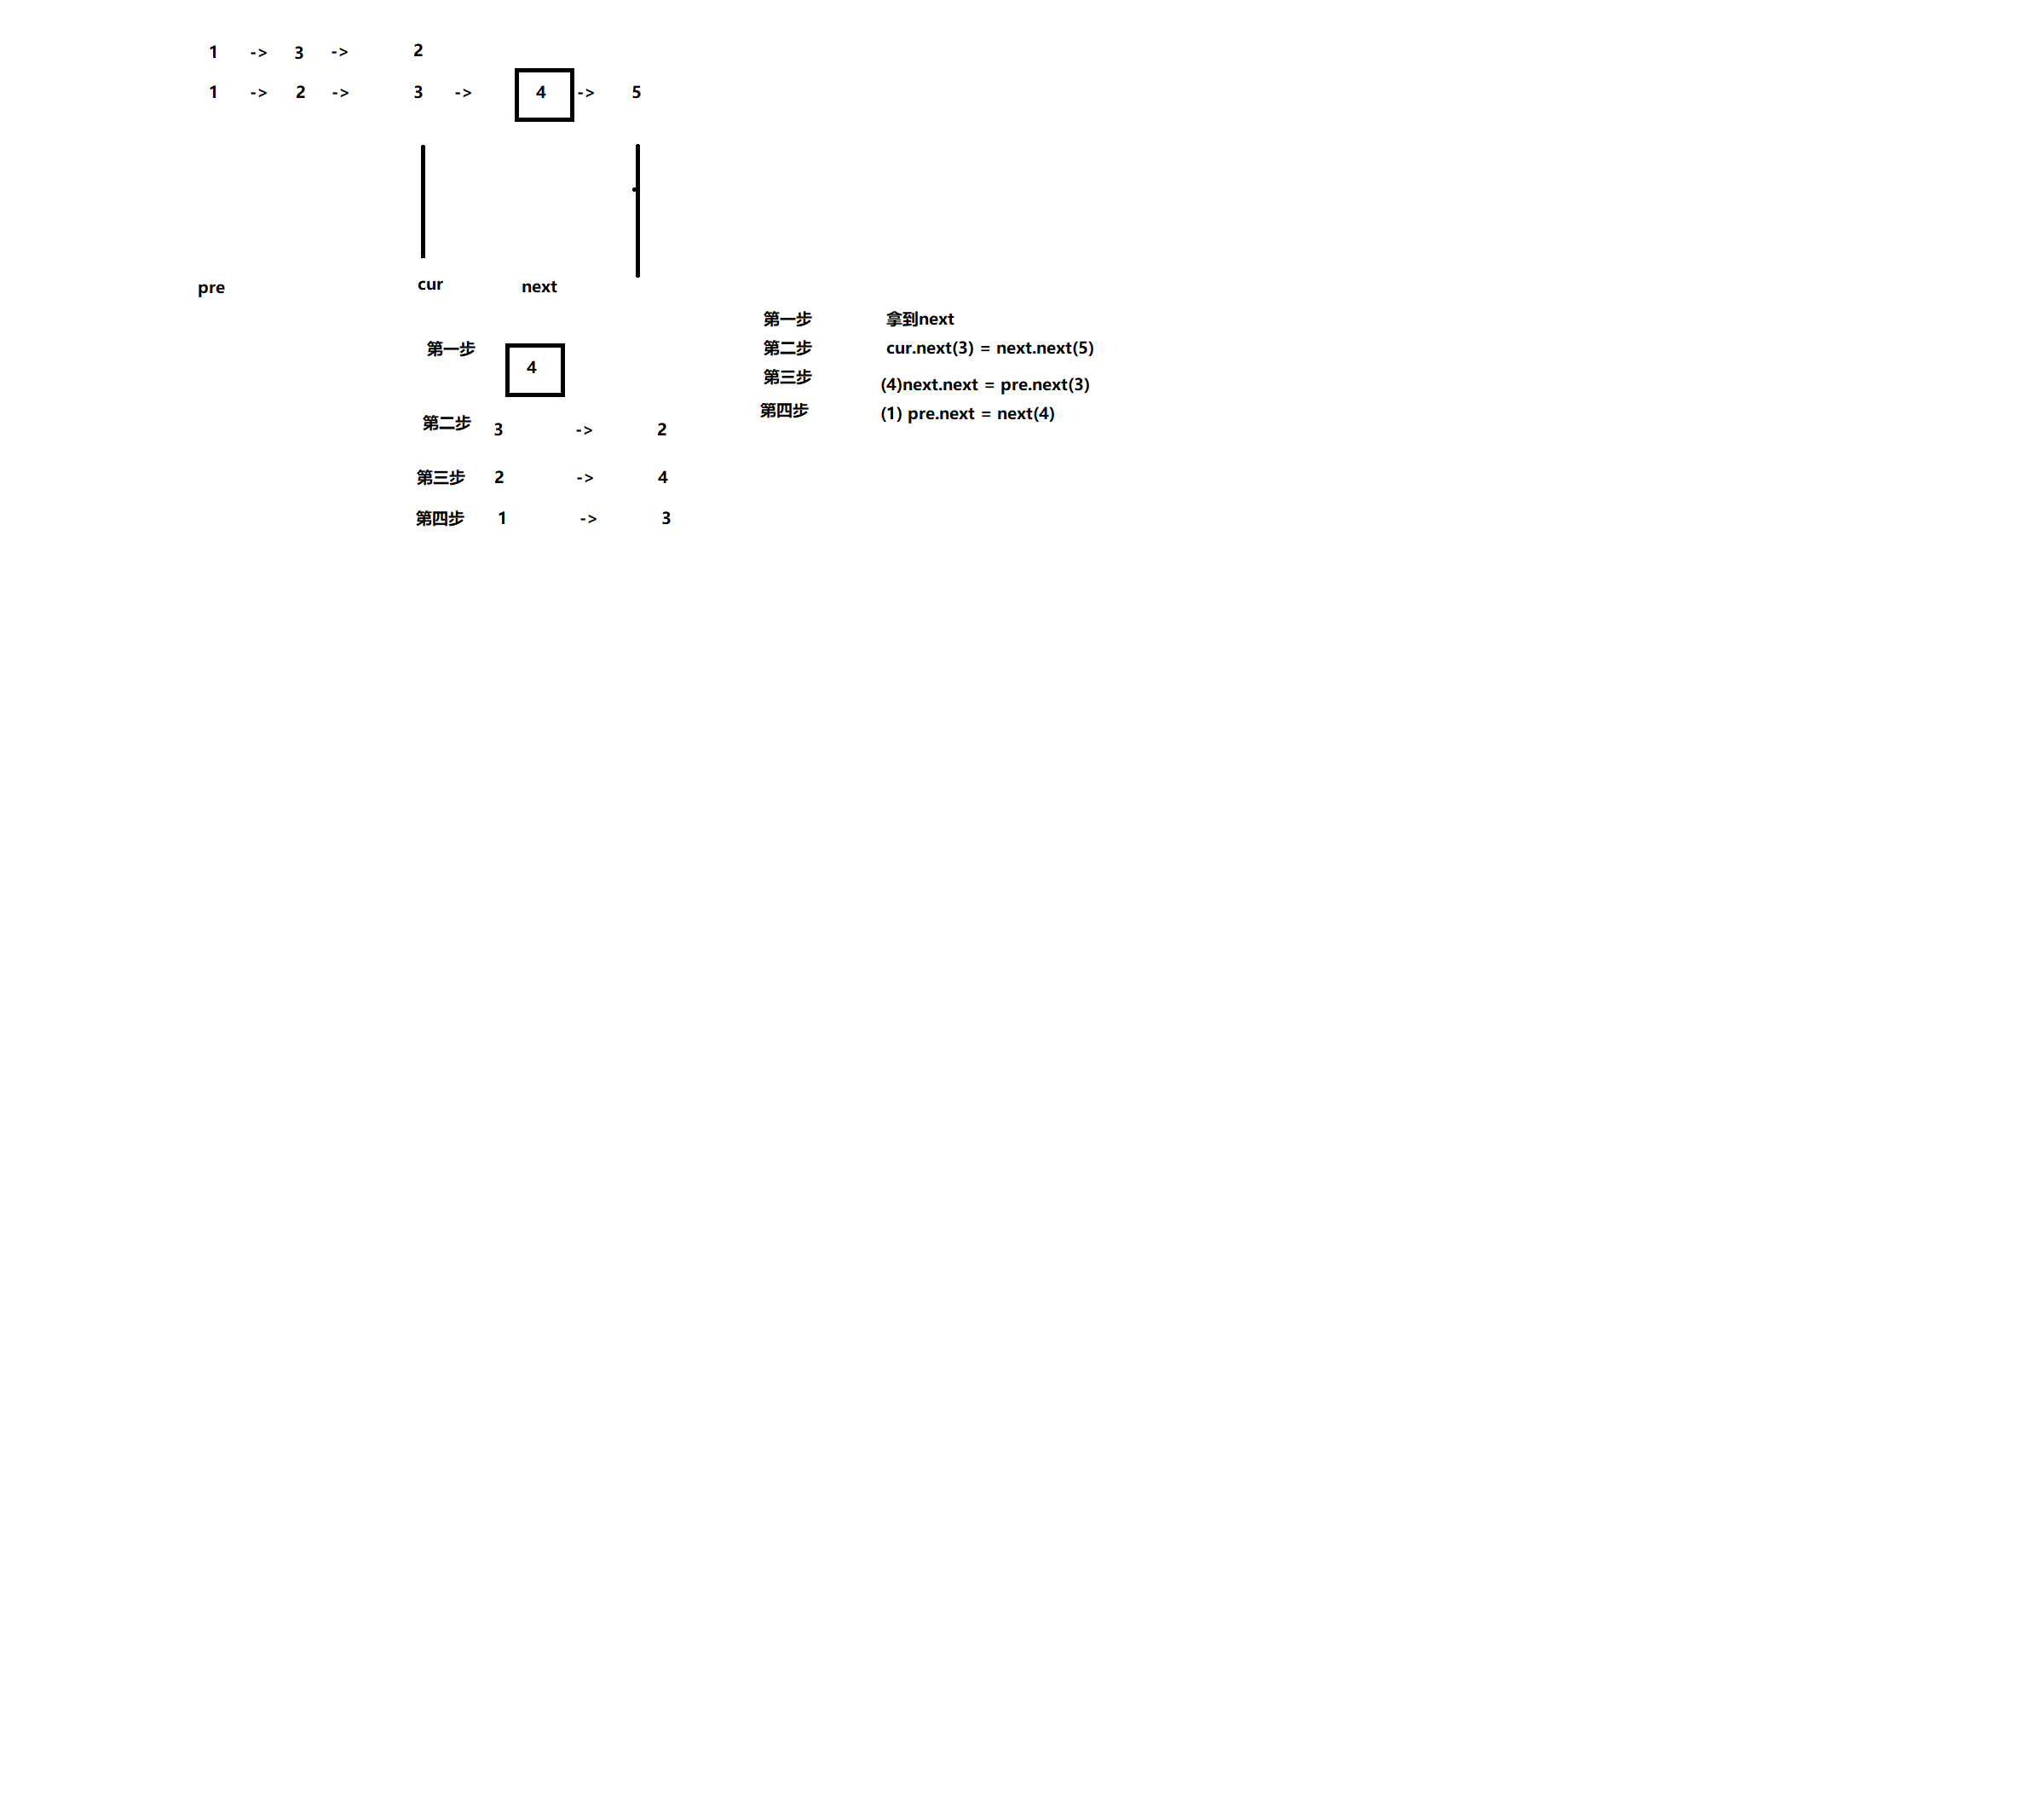 1 -> 3 -> 2
1 -> 2 -> 3 -> 4 -> 5
pre cur next
第一步 4
第二步 3 -> 2
第三步 2 -> 4
第四步 1 -> 3
第一步 拿到next
第二步 cur.next(3) = next.next(5)
第三步 (4)next.next = pre.next(3)
第四步 (1) pre.next = next(4)